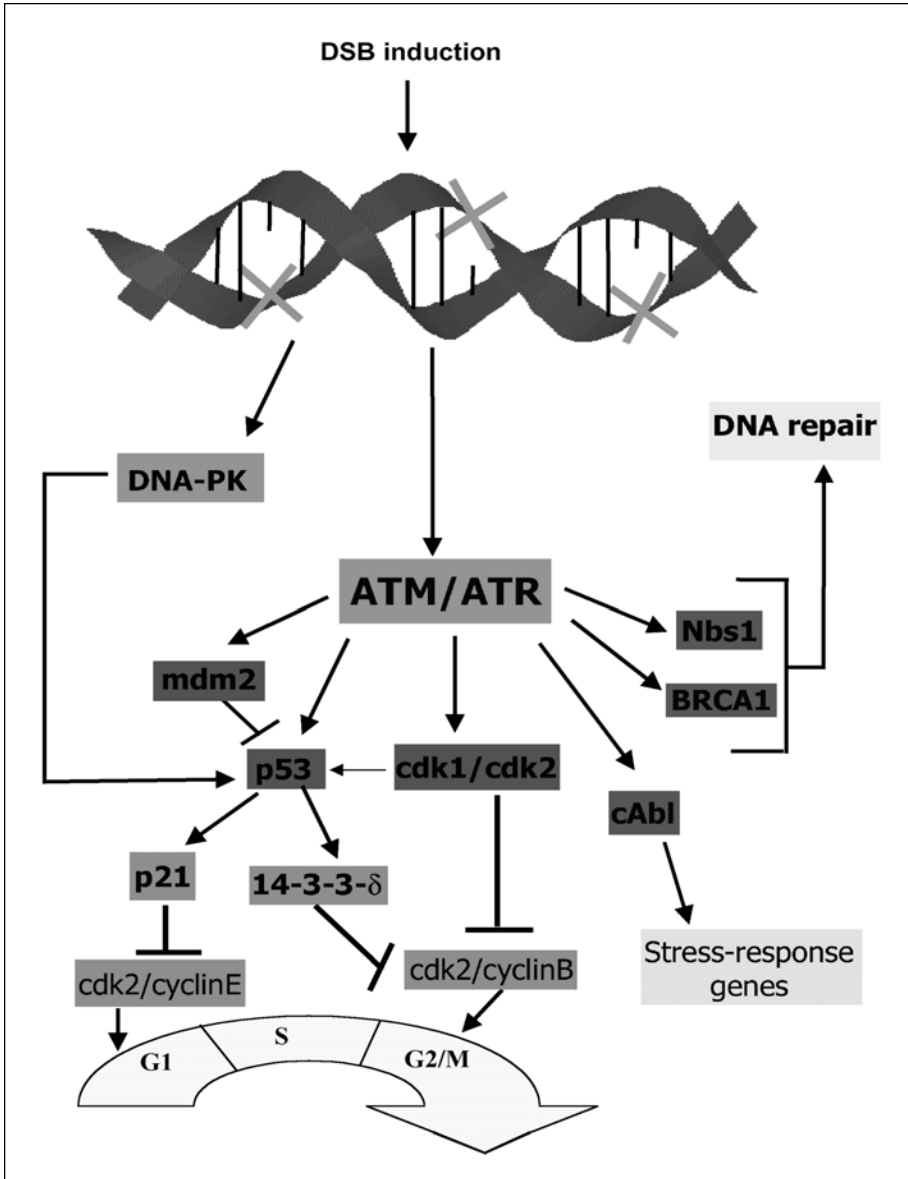 DSB induction
DNA repair
DNA-PK
ATM/ATR
Nbs1
mdm2
BRCA1
p53
cdk1/cdk2
cAbl
p21
14-3-3-δ
Stress-response
genes
cdk2/cyclinE
cdk2/cyclinB
G1
S
G2/M